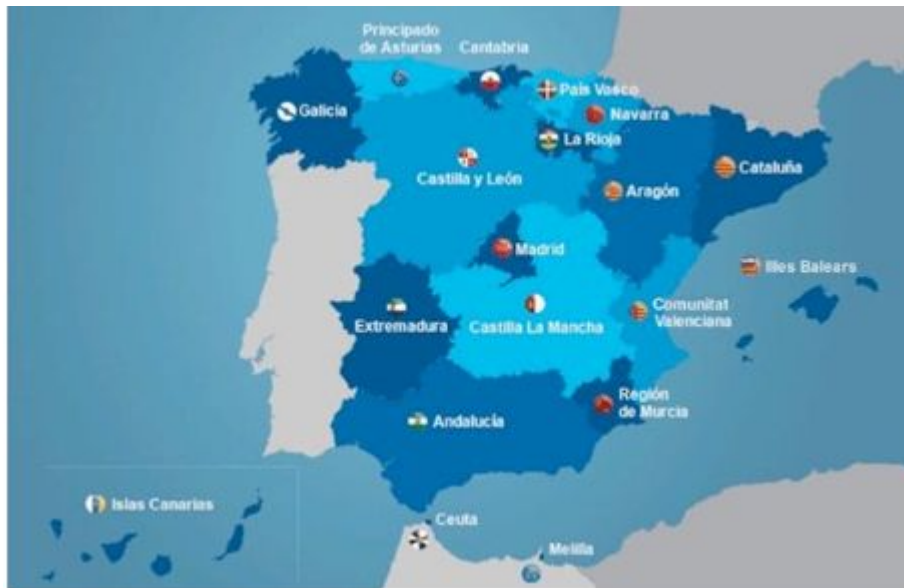 Principado
de Asturias
Cantabria
País Vasco
Galicia
Navarra
La Rioja
Castilla y León
Cataluña
Aragón
Madrid
Illes Balears
Extremadura
Castilla La Mancha
Comunitat
Valenciana
Andalucía
Región
de Murcia
Islas Canarias
Ceuta
Melilla